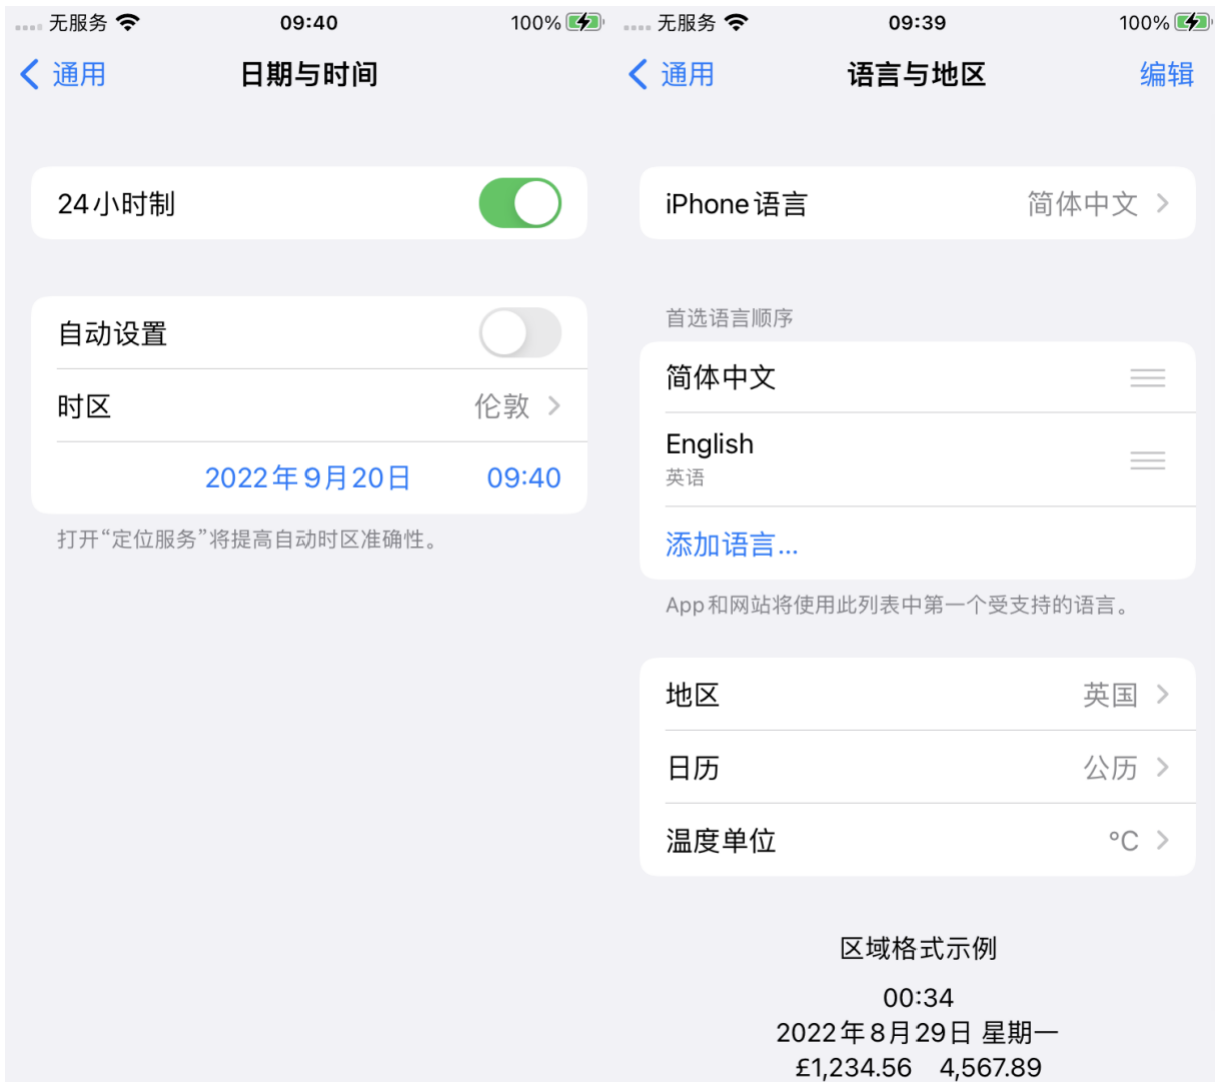 无服务 09:40 100%
通用 日期与时间
24小时制
自动设置
时区 伦敦
2022年9月20日 09:40
打开“定位服务”将提高自动时区准确性。
无服务 09:39 100%
通用 语言与地区 编辑
iPhone语言 简体中文
首选语言顺序
简体中文
English
英语
添加语言...
App和网站将使用此列表中第一个受支持的语言。
地区 英国
日历 公历
温度单位 °C
区域格式示例
00:34
2022年8月29日 星期一
£1,234.56 4,567.89